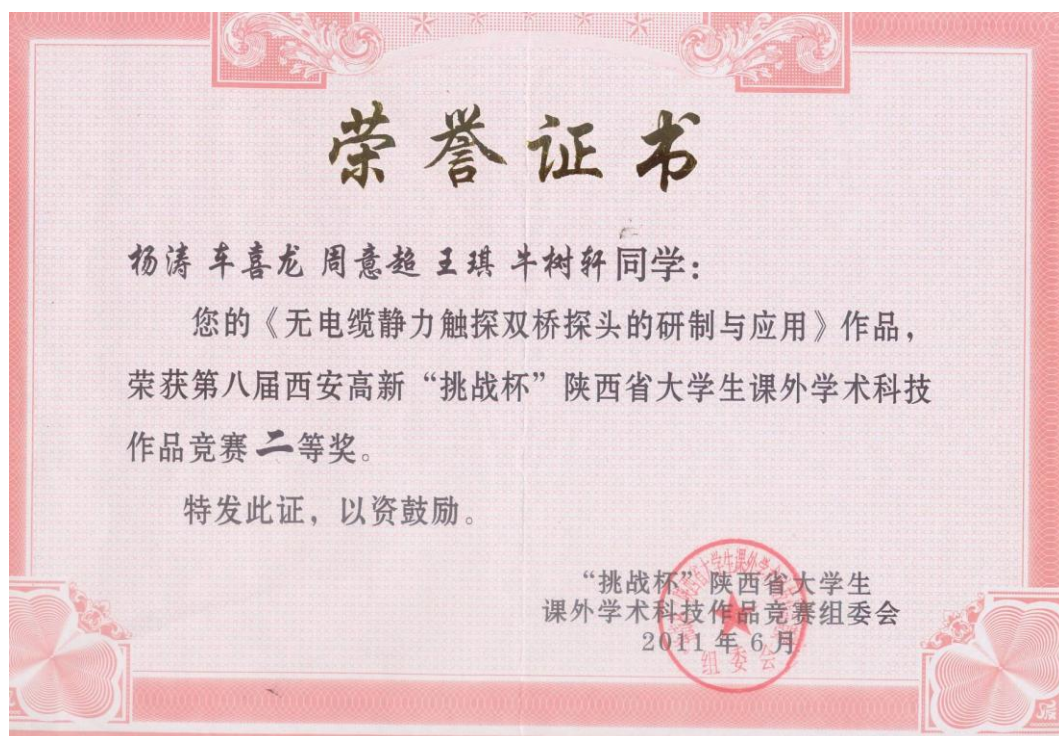 荣誉证书
杨涛 车喜龙 周意超 王琪 牛树轩同学：
您的《无电缆静力触探双桥探头的研制与应用》作品，
荣获第八届西安高新“挑战杯”陕西省大学生课外学术科技
作品竞赛二等奖。
特发此证，以资鼓励。
“挑战杯”陕西省大学生
课外学术科技作品竞赛组委会
2011年6月
组委会